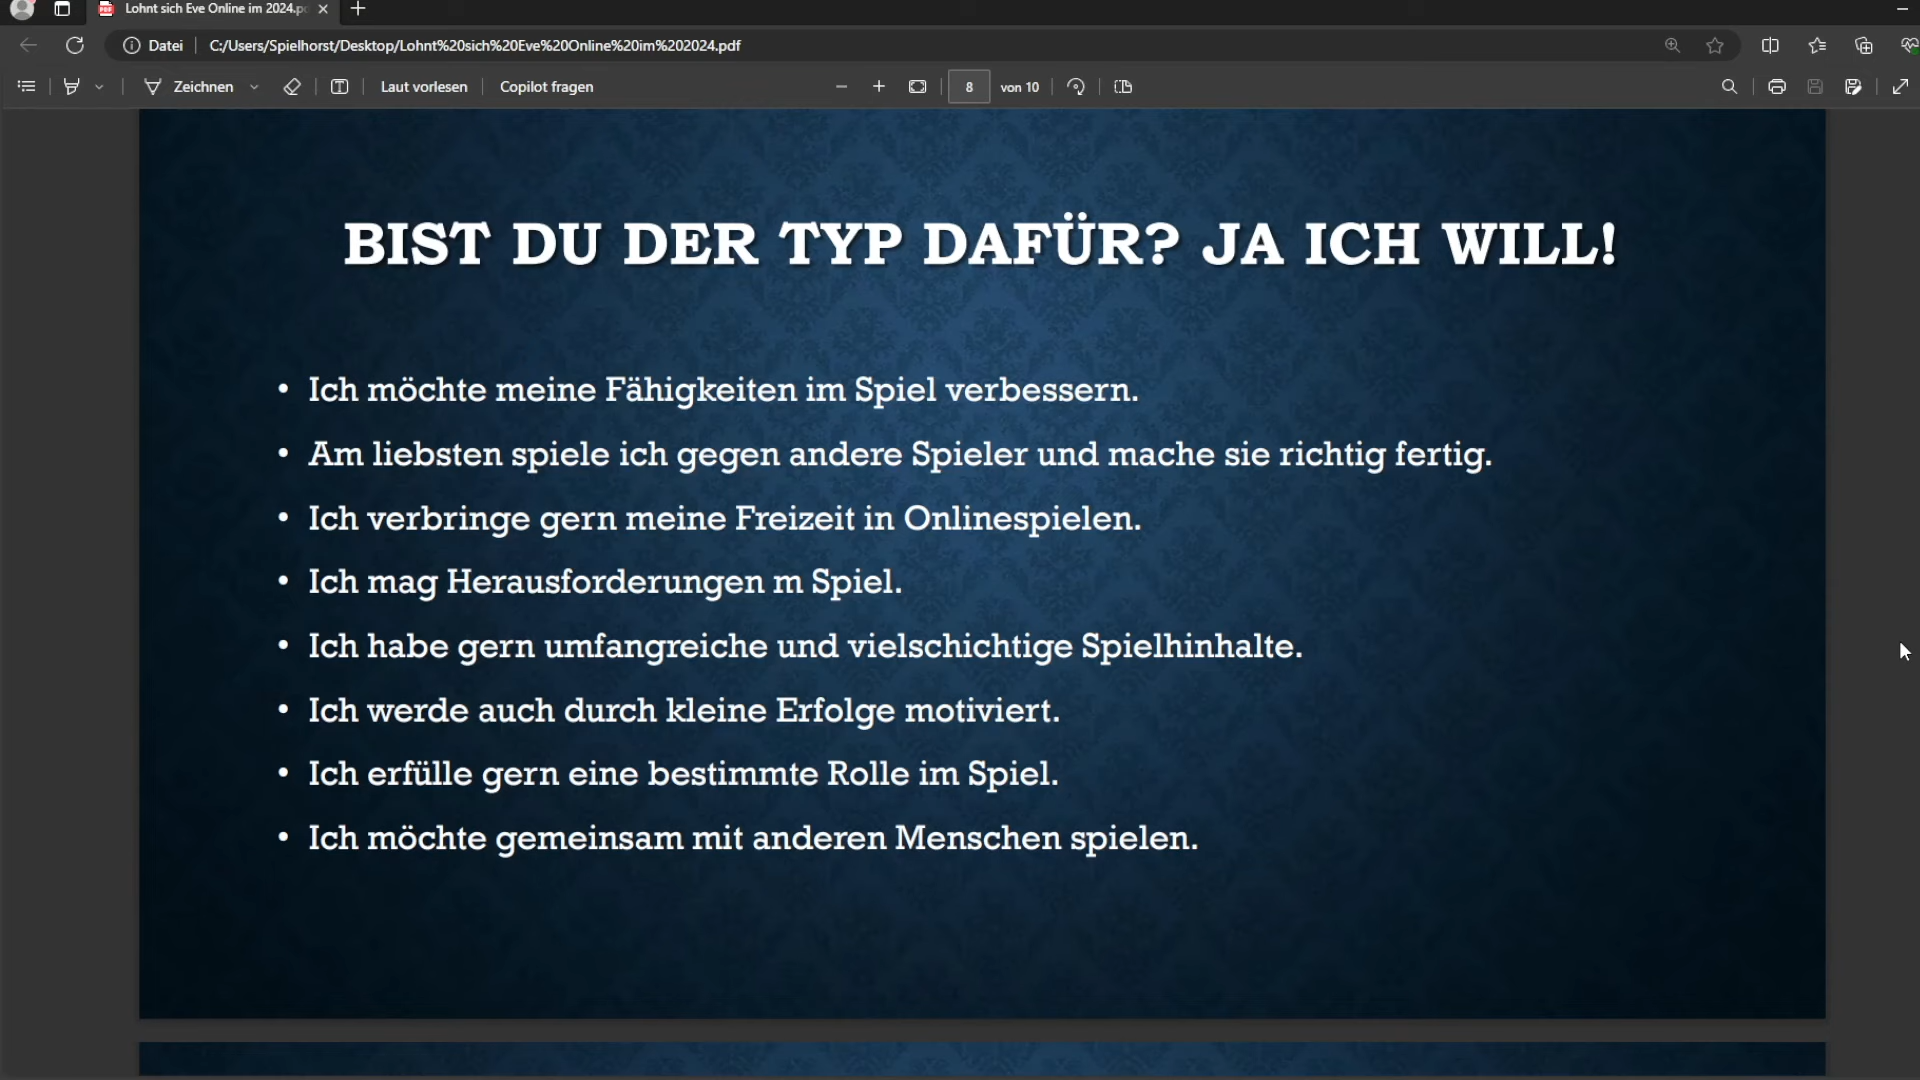 Lohnt sich Eve Online im 2024.p
Datei C:/Users/Spielhorst/Desktop/Lohnt%20sich%20Eve%20Online%20im%202024.pdf
Zeichnen Laut vorlesen Copilot fragen 8 von 10
BIST DU DER TYP DAFÜR? JA ICH WILL!
• Ich möchte meine Fähigkeiten im Spiel verbessern.
• Am liebsten spiele ich gegen andere Spieler und mache sie richtig fertig.
• Ich verbringe gern meine Freizeit in Onlinespielen.
• Ich mag Herausforderungen m Spiel.
• Ich habe gern umfangreiche und vielschichtige Spielhinhalte.
• Ich werde auch durch kleine Erfolge motiviert.
• Ich erfülle gern eine bestimmte Rolle im Spiel.
• Ich möchte gemeinsam mit anderen Menschen spielen.